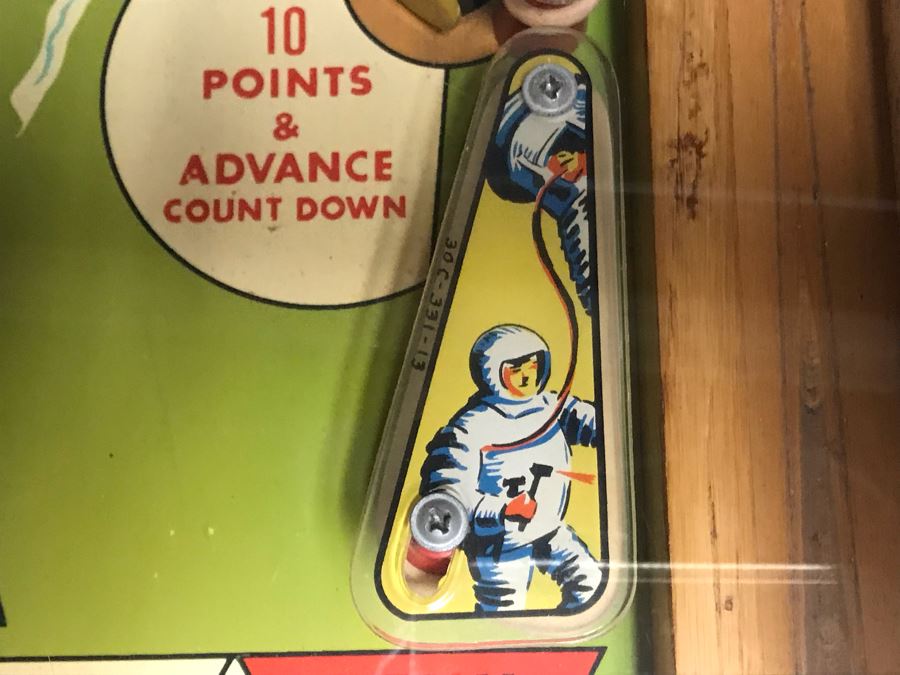 10
POINTS
&
ADVANCE
COUNT DOWN
30C-331-13